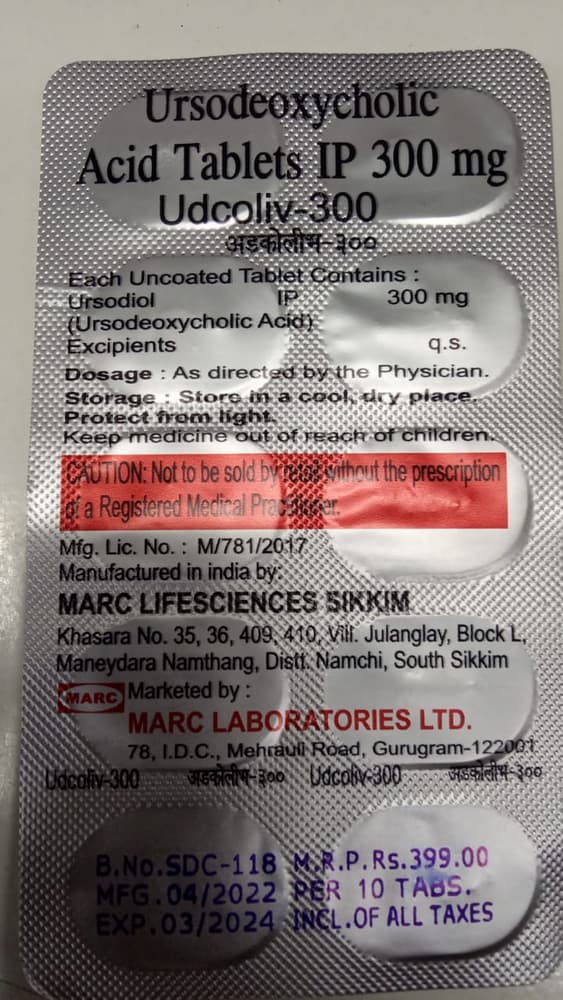 Ursodeoxycholic
Acid Tablets IP 300 mg
Udcoliv-300
अडकोलीभ-३००
Each Uncoated Tablet Contains :
Ursodiol IP 300 mg
(Ursodeoxycholic Acid)
Excipients q.s.
Dosage : As directed by the Physician.
Storage : Store in a cool, dry place.
Protect from light.
Keep medicine out of reach of children.
CAUTION: Not to be sold by retail without the prescription
of a Registered Medical Practitioner.
Mfg. Lic. No. : M/781/2017
Manufactured in india by:
MARC LIFESCIENCES SIKKIM
Khasara No. 35, 36, 409, 410, Vill. Julanglay, Block L,
Maneydara Namthang, Distt. Namchi, South Sikkim
MARC Marketed by :
MARC LABORATORIES LTD.
78, I.D.C., Mehrauli Road, Gurugram-122001
Udcoliv-300 अडकोलीभ-३०० Udcoliv-300 अडकोलीभ-३००
B.No.SDC-118 M.R.P.Rs.399.00
MFG.04/2022 PER 10 TABS.
EXP.03/2024 INCL.OF ALL TAXES